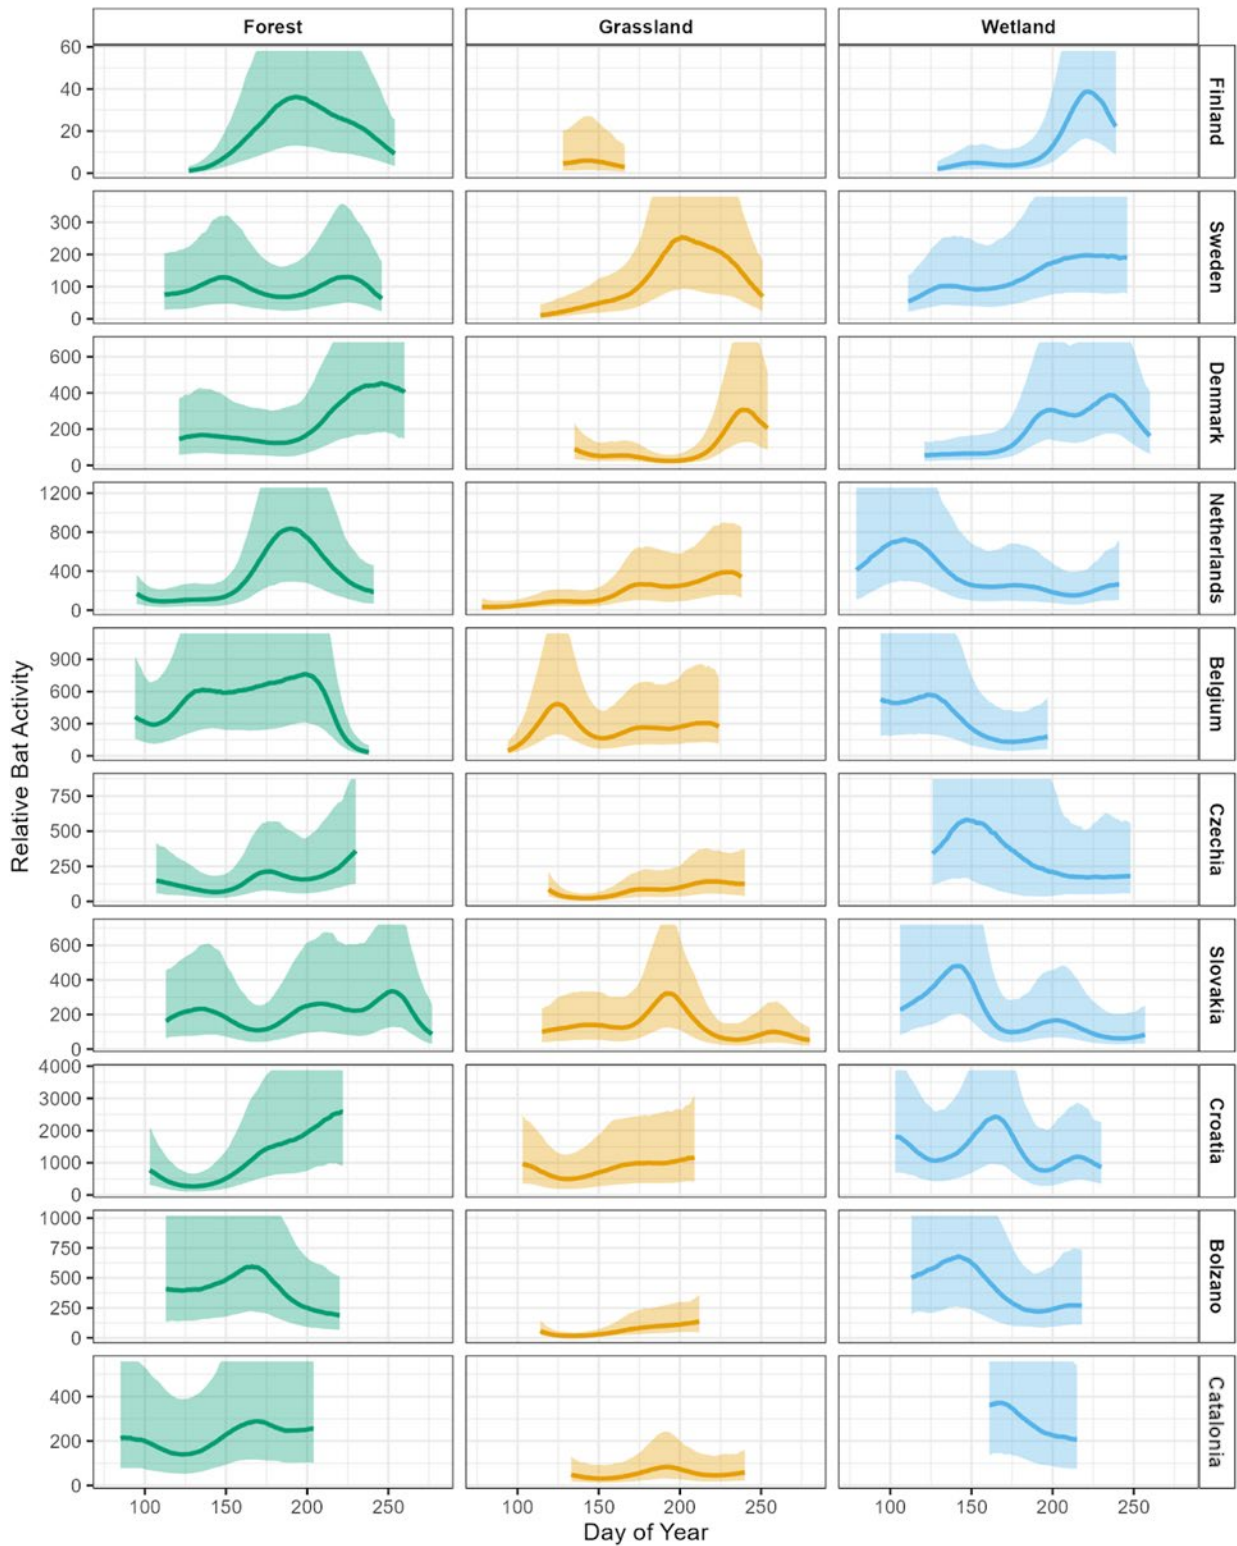 Forest Grassland Wetland
60
40
20
0
Finland
300
200
100
0
Sweden
600
400
200
0
Denmark
1200
800
400
0
Netherlands
900
600
300
0
Belgium
750
500
250
0
Czechia
600
400
200
0
Slovakia
4000
3000
2000
1000
0
Croatia
1000
750
500
250
0
Bolzano
400
200
0
Catalonia
Relative Bat Activity
100 150 200 250 100 150 200 250 100 150 200 250
Day of Year